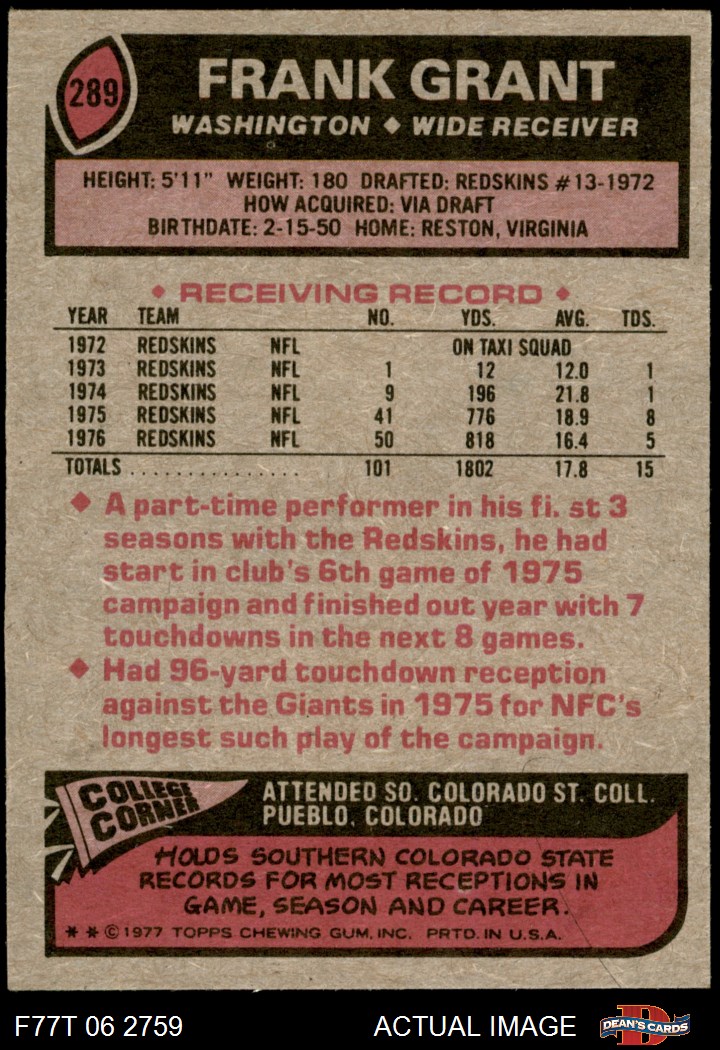 289
FRANK GRANT
WASHINGTON ◆ WIDE RECEIVER
HEIGHT: 5'11" WEIGHT: 180 DRAFTED: REDSKINS #13-1972
HOW ACQUIRED: VIA DRAFT
BIRTHDATE: 2-15-50 HOME: RESTON, VIRGINIA
◆ RECEIVING RECORD ◆
YEAR TEAM NO. YDS. AVG. TDS.
1972 REDSKINS NFL ON TAXI SQUAD
1973 REDSKINS NFL 1 12 12.0 1
1974 REDSKINS NFL 9 196 21.8 1
1975 REDSKINS NFL 41 776 18.9 8
1976 REDSKINS NFL 50 818 16.4 5
TOTALS . . . . . . . . . . . . . . . 101 1802 17.8 15
◆ A part-time performer in his fi. st 3
seasons with the Redskins, he had
start in club's 6th game of 1975
campaign and finished out year with 7
touchdowns in the next 8 games.
◆ Had 96-yard touchdown reception
against the Giants in 1975 for NFC's
longest such play of the campaign.
COLLEGE
CORNER
ATTENDED SO. COLORADO ST. COLL.
PUEBLO, COLORADO
HOLDS SOUTHERN COLORADO STATE
RECORDS FOR MOST RECEPTIONS IN
GAME, SEASON AND CAREER.
* * © 1977 TOPPS CHEWING GUM, INC. PRTD. IN U.S.A.
F77T 06 2759 ACTUAL IMAGE
D
DEAN'S CARDS